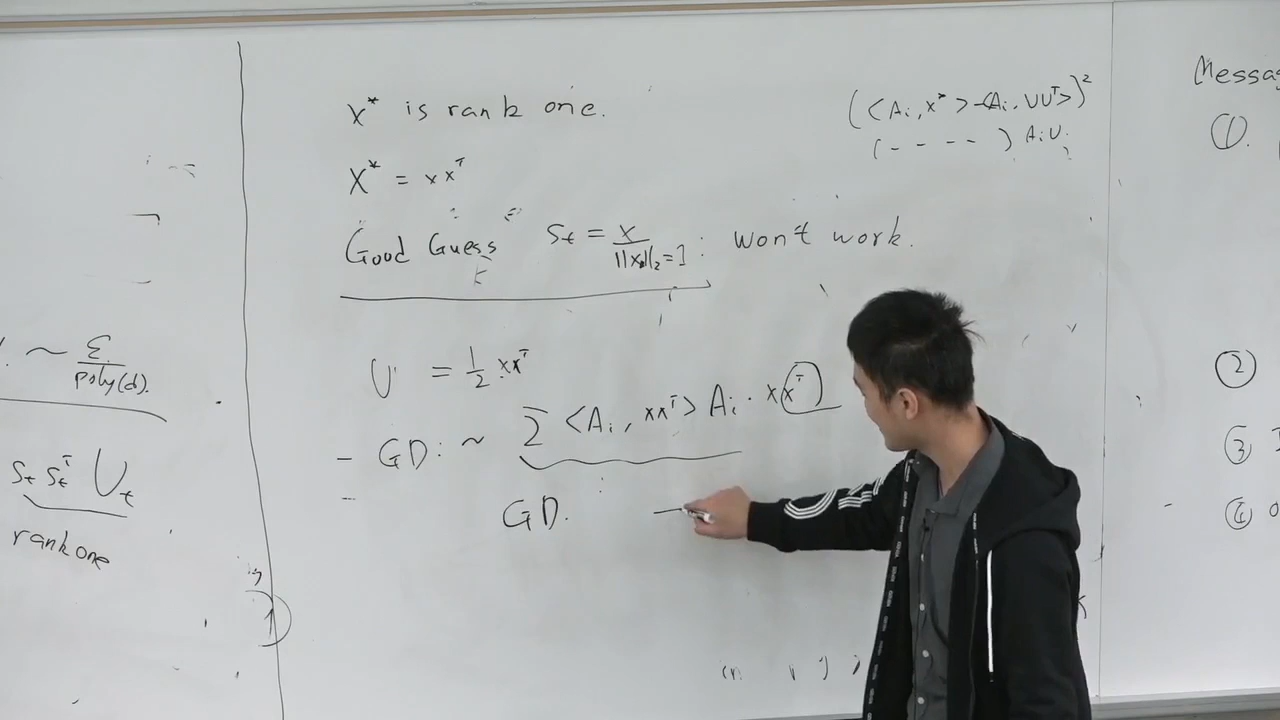 ~ Σ / poly(d).
S_t S_t^T U_t
rank one
X* is rank one.
X* = xx^T
Good Guess S_t = x / ||x||_2 = 1 : won't work.
U = 1/2 xx^T
- GD: ~ Σ <A_i, xx^T> A_i · xx^T
-
GD. —
(<A_i, X*> - <A_i, UU^T>)^2
(- - - -) A_i U.
Messag
①.
②
③
④